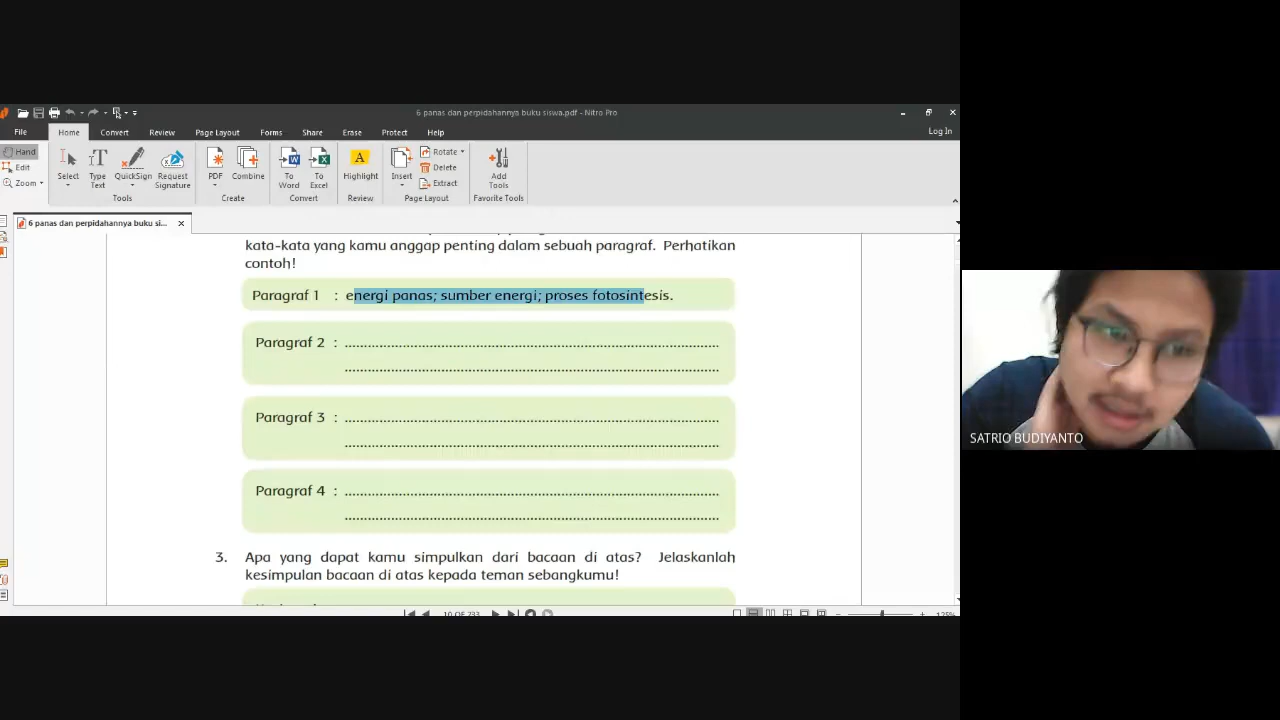 6 panas dan perpidahannya buku siswa.pdf - Nitro Pro
File Home Convert Review Page Layout Forms Share Erase Protect Help Log In
Hand
Edit
Zoom
Select
Type Text
QuickSign
Request Signature
Tools
PDF
Combine
Create
To Word
To Excel
Convert
Highlight
Review
Insert
Rotate
Delete
Extract
Page Layout
Add Tools
Favorite Tools
6 panas dan perpidahannya buku si...
kata-kata yang kamu anggap penting dalam sebuah paragraf. Perhatikan
contoh!
Paragraf 1 : energi panas; sumber energi; proses fotosintesis.
Paragraf 2 :
Paragraf 3 :
Paragraf 4 :
3. Apa yang dapat kamu simpulkan dari bacaan di atas? Jelaskanlah
kesimpulan bacaan di atas kepada teman sebangkumu!
10 OF 233
125%
SATRIO BUDIYANTO